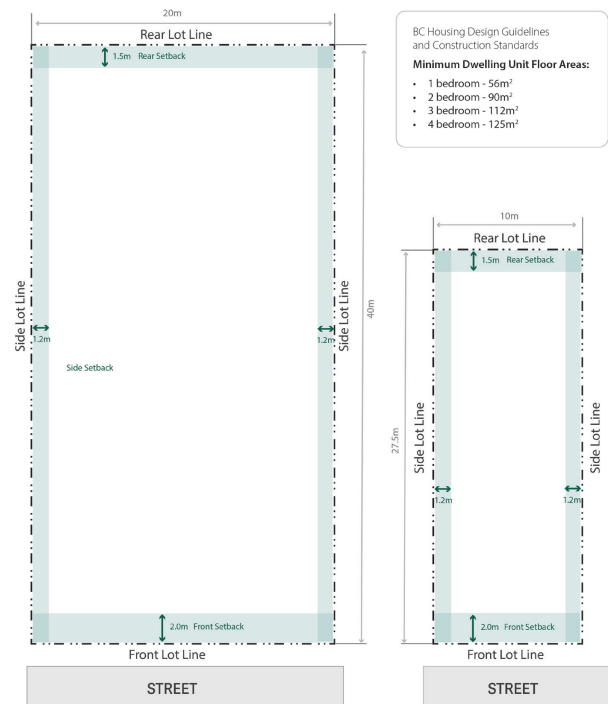 20m
Rear Lot Line
1.5m Rear Setback
Side Lot Line
1.2m
Side Setback
1.2m
Side Lot Line
40m
2.0m Front Setback
Front Lot Line
STREET
BC Housing Design Guidelines
and Construction Standards
Minimum Dwelling Unit Floor Areas:
• 1 bedroom - 56m²
• 2 bedroom - 90m²
• 3 bedroom - 112m²
• 4 bedroom - 125m²
10m
Rear Lot Line
1.5m Rear Setback
27.5m
Side Lot Line
1.2m
1.2m
Side Lot Line
2.0m Front Setback
Front Lot Line
STREET